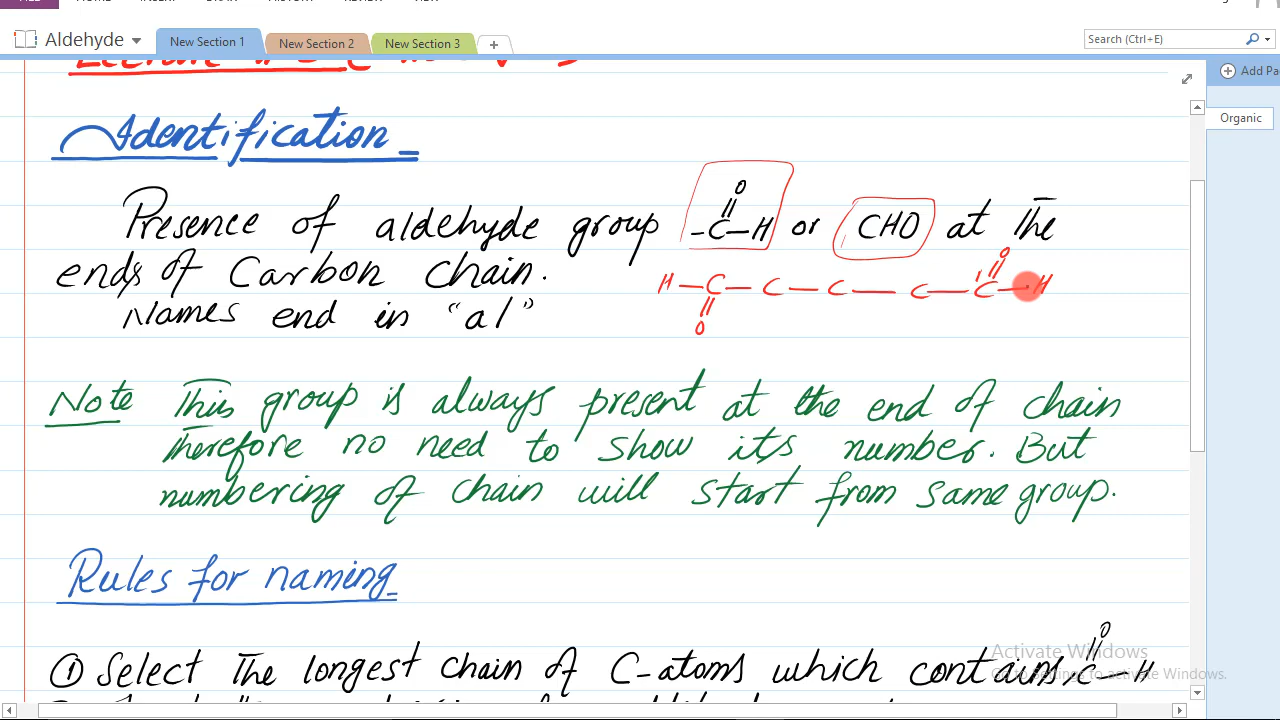 Aldehyde
New Section 1
New Section 2
New Section 3
+
Search (Ctrl+E)
Add Pa
Organic
Identification
Presence of aldehyde group -C-H or CHO at the
O
ends of Carbon chain.
H-C-C-C-C-C-H
O
O
Names end in "al"
Note This group is always present at the end of chain
Therefore no need to show its number. But
numbering of chain will start from same group.
Rules for naming
① Select The longest chain of C-atoms which contains C-H
O
Activate Windows